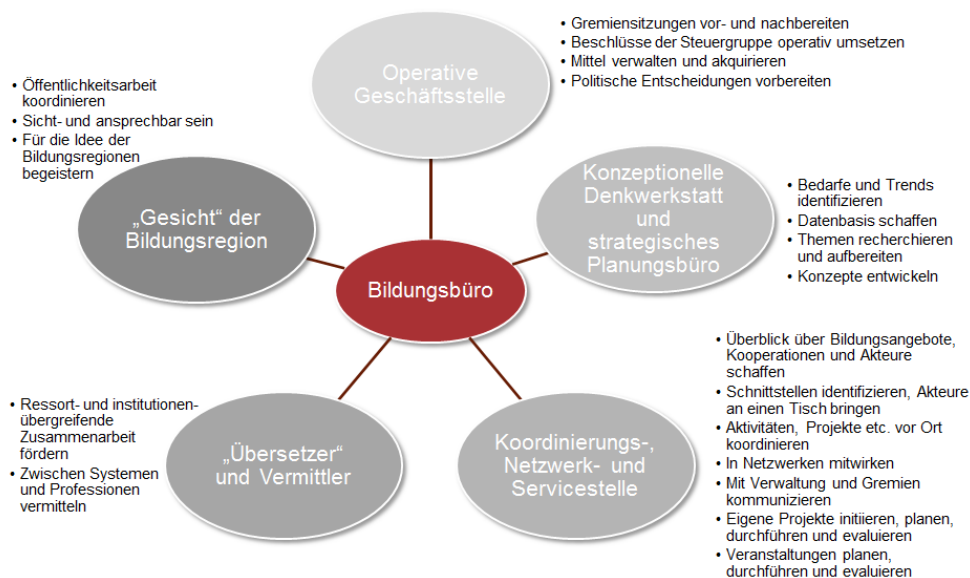 • Gremiensitzungen vor- und nachbereiten
• Beschlüsse der Steuergruppe operativ umsetzen
• Mittel verwalten und akquirieren
• Politische Entscheidungen vorbereiten
Operative
Geschäftsstelle
• Öffentlichkeitsarbeit
koordinieren
• Sicht- und ansprechbar sein
• Für die Idee der
Bildungsregionen
begeistern
„Gesicht“ der
Bildungsregion
Konzeptionelle
Denkwerkstatt
und
strategisches
Planungsbüro
• Bedarfe und Trends
identifizieren
• Datenbasis schaffen
• Themen recherchieren
und aufbereiten
• Konzepte entwickeln
Bildungsbüro
• Ressort- und institutionen-
übergreifende
Zusammenarbeit
fördern
• Zwischen Systemen
und Professionen
vermitteln
„Übersetzer“
und Vermittler
Koordinierungs-,
Netzwerk- und
Servicestelle
• Überblick über Bildungsangebote,
Kooperationen und Akteure
schaffen
• Schnittstellen identifizieren, Akteure
an einen Tisch bringen
• Aktivitäten, Projekte etc. vor Ort
koordinieren
• In Netzwerken mitwirken
• Mit Verwaltung und Gremien
kommunizieren
• Eigene Projekte initiieren, planen,
durchführen und evaluieren
• Veranstaltungen planen,
durchführen und evaluieren